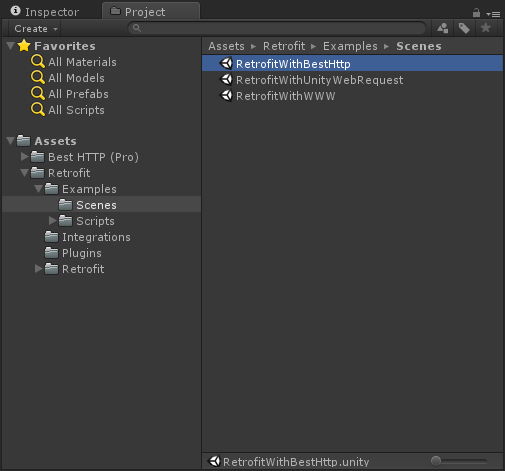 Inspector
Project
Create
Favorites
All Materials
All Models
All Prefabs
All Scripts
Assets
Best HTTP (Pro)
Retrofit
Examples
Scenes
Scripts
Integrations
Plugins
Retrofit
Assets Retrofit Examples Scenes
RetrofitWithBestHttp
RetrofitWithUnityWebRequest
RetrofitWithWWW
RetrofitWithBestHttp.unity